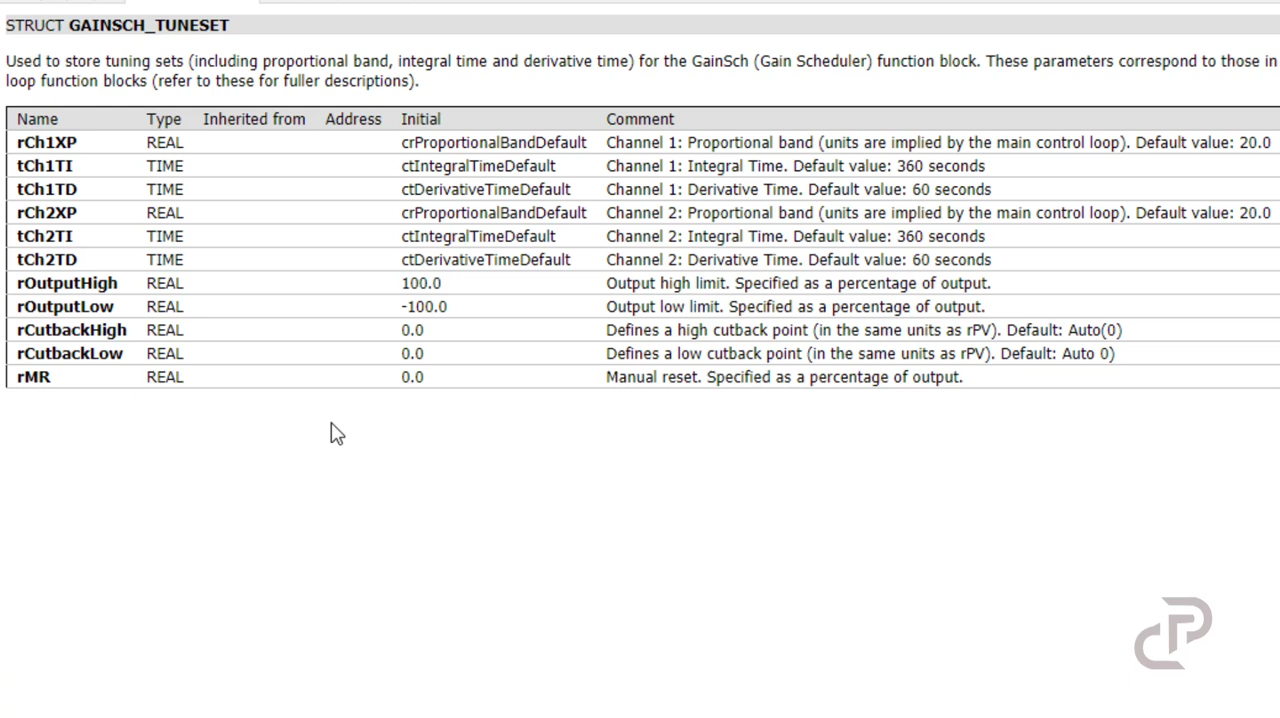 STRUCT GAINSCH_TUNESET
Used to store tuning sets (including proportional band, integral time and derivative time) for the GainSch (Gain Scheduler) function block. These parameters correspond to those in
loop function blocks (refer to these for fuller descriptions).
Name Type Inherited from Address Initial Comment
rCh1XP REAL crProportionalBandDefault Channel 1: Proportional band (units are implied by the main control loop). Default value: 20.0
tCh1TI TIME ctIntegralTimeDefault Channel 1: Integral Time. Default value: 360 seconds
tCh1TD TIME ctDerivativeTimeDefault Channel 1: Derivative Time. Default value: 60 seconds
rCh2XP REAL crProportionalBandDefault Channel 2: Proportional band (units are implied by the main control loop). Default value: 20.0
tCh2TI TIME ctIntegralTimeDefault Channel 2: Integral Time. Default value: 360 seconds
tCh2TD TIME ctDerivativeTimeDefault Channel 2: Derivative Time. Default value: 60 seconds
rOutputHigh REAL 100.0 Output high limit. Specified as a percentage of output.
rOutputLow REAL -100.0 Output low limit. Specified as a percentage of output.
rCutbackHigh REAL 0.0 Defines a high cutback point (in the same units as rPV). Default: Auto(0)
rCutbackLow REAL 0.0 Defines a low cutback point (in the same units as rPV). Default: Auto 0)
rMR REAL 0.0 Manual reset. Specified as a percentage of output.